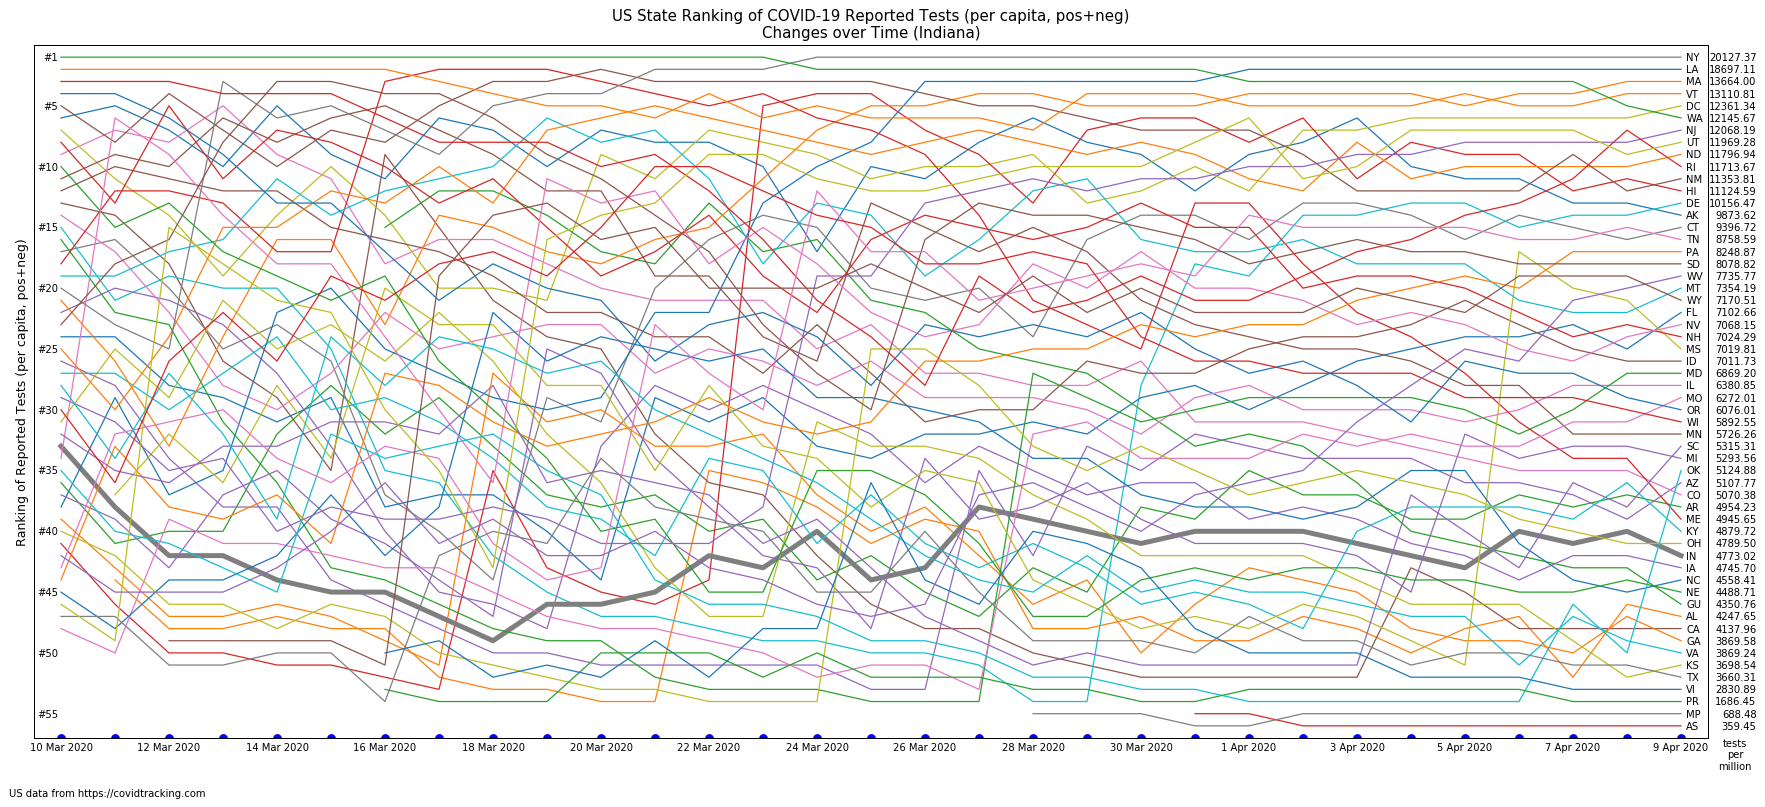 US State Ranking of COVID-19 Reported Tests (per capita, pos+neg)
Changes over Time (Indiana)
Ranking of Reported Tests (per capita, pos+neg)
#1
#5
#10
#15
#20
#25
#30
#35
#40
#45
#50
#55
NY 20127.37
LA 18697.11
MA 13664.00
VT 13110.81
DC 12361.34
WA 12145.67
NJ 12068.19
UT 11969.28
ND 11796.94
RI 11713.67
NM 11353.81
HI 11124.59
DE 10156.47
AK 9873.62
CT 9396.72
TN 8758.59
PA 8248.87
SD 8078.82
WV 7735.77
MT 7354.19
WY 7170.51
FL 7102.66
NV 7068.15
NH 7024.29
MS 7019.81
ID 7011.73
MD 6869.20
IL 6380.85
MO 6272.01
OR 6076.01
WI 5892.55
MN 5726.26
SC 5315.31
MI 5293.56
OK 5124.88
AZ 5107.77
CO 5070.38
AR 4954.23
ME 4945.65
KY 4879.72
OH 4789.50
IN 4773.02
IA 4745.70
NC 4558.41
NE 4488.71
GU 4350.76
AL 4247.65
CA 4137.96
GA 3869.58
VA 3869.24
KS 3698.54
TX 3660.31
VI 2830.89
PR 1686.45
MP 688.48
AS 359.45
10 Mar 2020 12 Mar 2020 14 Mar 2020 16 Mar 2020 18 Mar 2020 20 Mar 2020 22 Mar 2020 24 Mar 2020 26 Mar 2020 28 Mar 2020 30 Mar 2020 1 Apr 2020 3 Apr 2020 5 Apr 2020 7 Apr 2020 9 Apr 2020
tests
per
million
US data from https://covidtracking.com